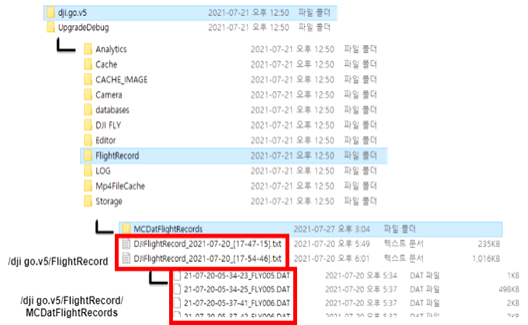 dji.go.v5 2021-07-21 오후 12:50 파일 폴더
UpgradeDebug 2021-07-21 오후 12:50 파일 폴더
Analytics 2021-07-21 오후 12:50 파일 폴더
Cache 2021-07-21 오후 12:50 파일 폴더
CACHE_IMAGE 2021-07-21 오후 12:50 파일 폴더
Camera 2021-07-21 오후 12:50 파일 폴더
databases 2021-07-21 오후 12:50 파일 폴더
DJI FLY 2021-07-21 오후 12:50 파일 폴더
Editor 2021-07-21 오후 12:50 파일 폴더
FlightRecord 2021-07-21 오후 12:50 파일 폴더
LOG 2021-07-21 오후 12:50 파일 폴더
Mp4FileCache 2021-07-21 오후 12:50 파일 폴더
Storage 2021-07-21 오후 12:50 파일 폴더
MCDatFlightRecords 2021-07-27 오후 3:04 파일 폴더
DJIFlightRecord_2021-07-20_[17-47-15].txt 2021-07-20 오후 5:49 텍스트 문서 235KB
DJIFlightRecord_2021-07-20_[17-54-46].txt 2021-07-20 오후 6:01 텍스트 문서 1,016KB
/dji go.v5/FlightRecord
21-07-20-05-34-23_FLY005.DAT 2021-07-20 오후 5:34 DAT 파일 1KB
21-07-20-05-34-25_FLY005.DAT 2021-07-20 오후 5:37 DAT 파일 498KB
21-07-20-05-37-41_FLY006.DAT 2021-07-20 오후 5:37 DAT 파일 1KB
21-07-20-05-37-42_FLY006.DAT 2021-07-20 오후 5:42 DAT 파일
/dji go.v5/FlightRecord/
MCDatFlightRecords